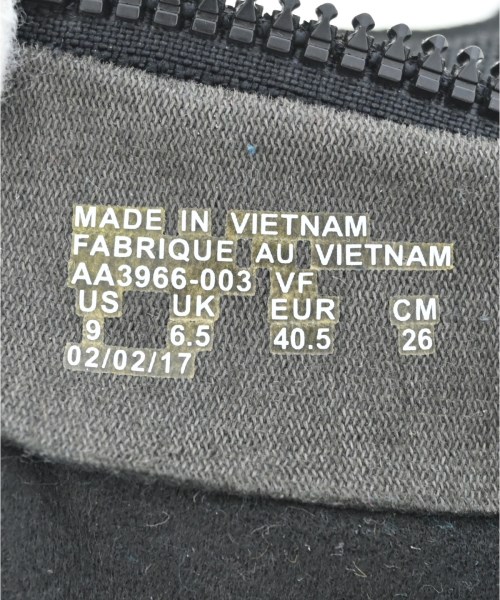 MADE IN VIETNAM
FABRIQUE AU VIETNAM
AA3966-003 VF
US UK EUR CM
9 6.5 40.5 26
02/02/17